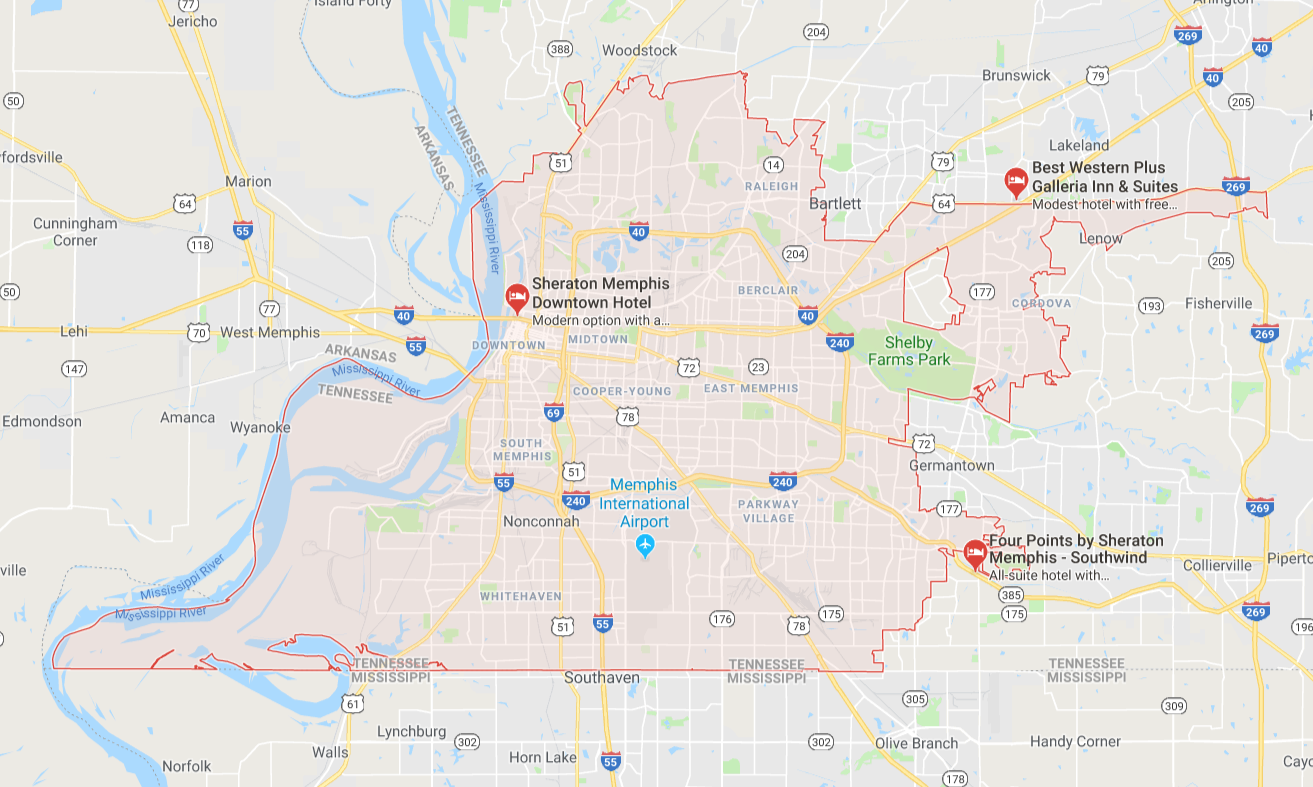 77
Jericho
Island Forty
388
Woodstock
204
Arlington
269
40
Brunswick
79
40
205
50
TENNESSEE
ARKANSAS
51
14
RALEIGH
79
Lakeland
Best Western Plus
Galleria Inn & Suites
Modest hotel with free...
269
fordsville
Marion
64
Bartlett
64
Cunningham
Corner
118
55
Mississippi River
40
204
Lenow
205
50
Sheraton Memphis
Downtown Hotel
Modern option with a...
BERCLAIR
177
CORDOVA
193
Fisherville
77
40
40
Lehi
70
West Memphis
55
DOWNTOWN
MIDTOWN
240
Shelby
Farms Park
269
147
ARKANSAS
TENNESSEE
Mississippi River
72
23
COOPER-YOUNG
EAST MEMPHIS
Edmondson
Amanca
Wyanoke
69
78
72
Germantown
SOUTH
MEMPHIS
51
55
240
240
Memphis
International
Airport
Nonconnah
PARKWAY
VILLAGE
177
269
Four Points by Sheraton
Memphis - Southwind
All-suite hotel with...
Collierville
ville
Mississippi River
Mississippi River
WHITEHAVEN
385
175
175
269
51
55
176
78
196
TENNESSEE
MISSISSIPPI
TENNESSEE
MISSISSIPPI
TENNESSEE
MISSISSIPPI
Southaven
61
305
309
Lynchburg
302
302
Walls
Horn Lake
55
Olive Branch
Handy Corner
Norfolk
178